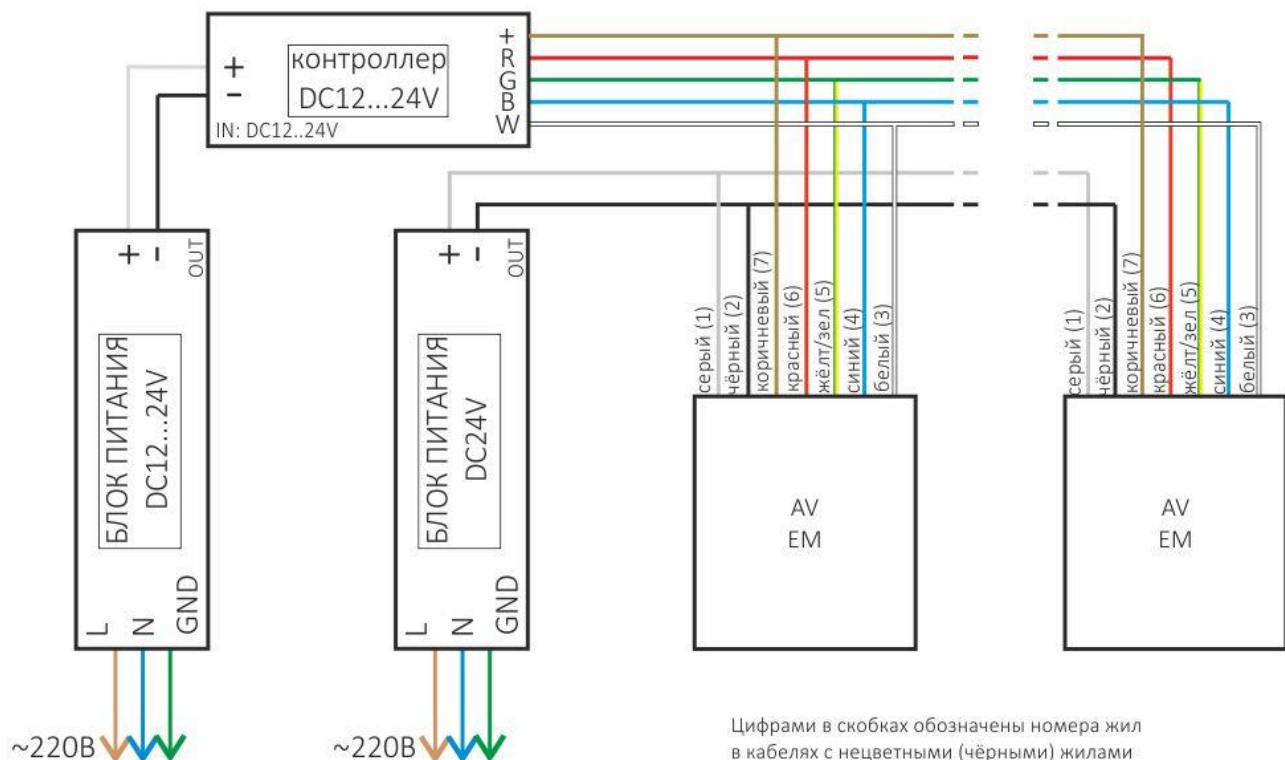 контроллер
DC12...24V
+
-
IN: DC12..24V
+
R
G
B
W
+
-
OUT
БЛОК ПИТАНИЯ
DC12...24V
L
N
GND
~220В
+
-
OUT
БЛОК ПИТАНИЯ
DC24V
L
N
GND
~220В
серый (1)
чёрный (2)
коричневый (7)
красный (6)
жёлт/зел (5)
синий (4)
белый (3)
AV
EM
серый (1)
чёрный (2)
коричневый (7)
красный (6)
жёлт/зел (5)
синий (4)
белый (3)
AV
EM
Цифрами в скобках обозначены номера жил
в кабелях с нецветными (чёрными) жилами